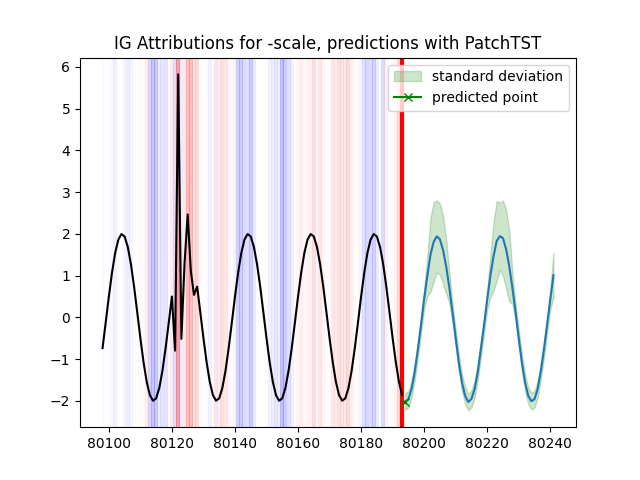 IG Attributions for -scale, predictions with PatchTST
standard deviation
predicted point
6
5
4
3
2
1
0
−1
−2
80100 80120 80140 80160 80180 80200 80220 80240